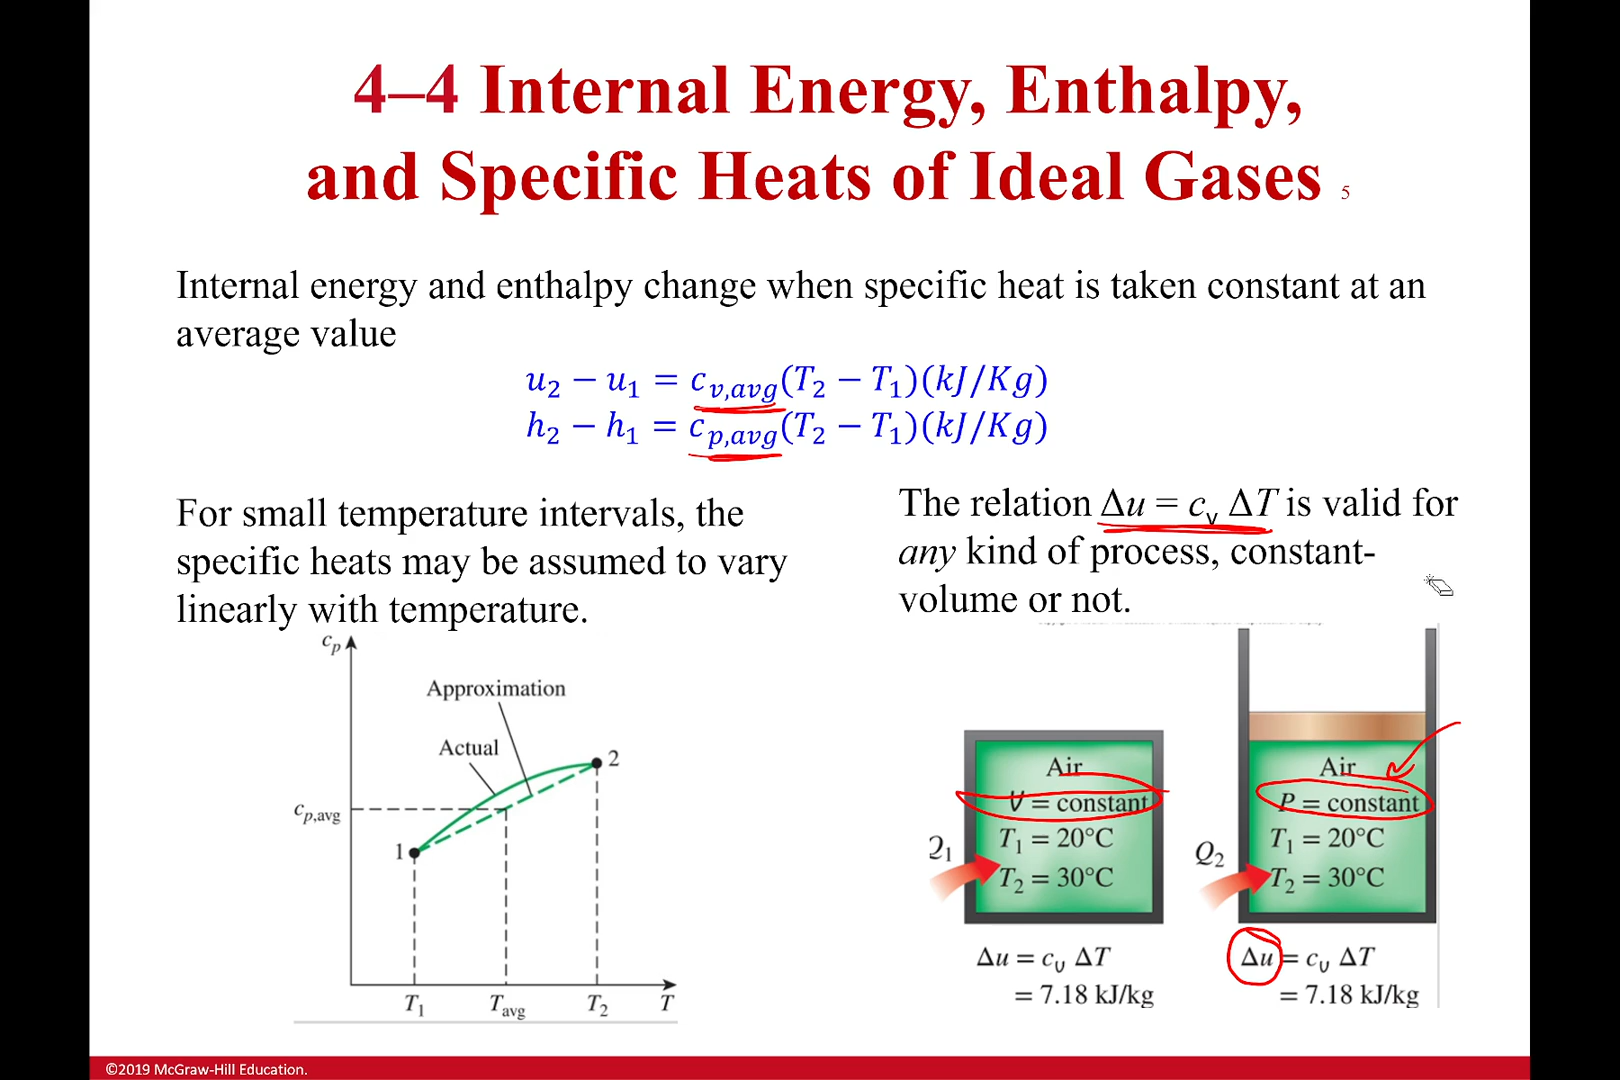 4–4 Internal Energy, Enthalpy,
and Specific Heats of Ideal Gases 5
Internal energy and enthalpy change when specific heat is taken constant at an
average value
u₂ − u₁ = c_v,avg(T₂ − T₁)(kJ/Kg)
h₂ − h₁ = c_p,avg(T₂ − T₁)(kJ/Kg)
For small temperature intervals, the
specific heats may be assumed to vary
linearly with temperature.
c_p
Approximation
Actual
2
c_p,avg
1
T₁
T_avg
T₂
T
The relation Δu = c_v ΔT is valid for
any kind of process, constant-
volume or not.
Air
V = constant
T₁ = 20°C
T₂ = 30°C
Δu = c_v ΔT
= 7.18 kJ/kg
Air
P = constant
Q₂
T₁ = 20°C
T₂ = 30°C
Δu = c_v ΔT
= 7.18 kJ/kg
©2019 McGraw-Hill Education.